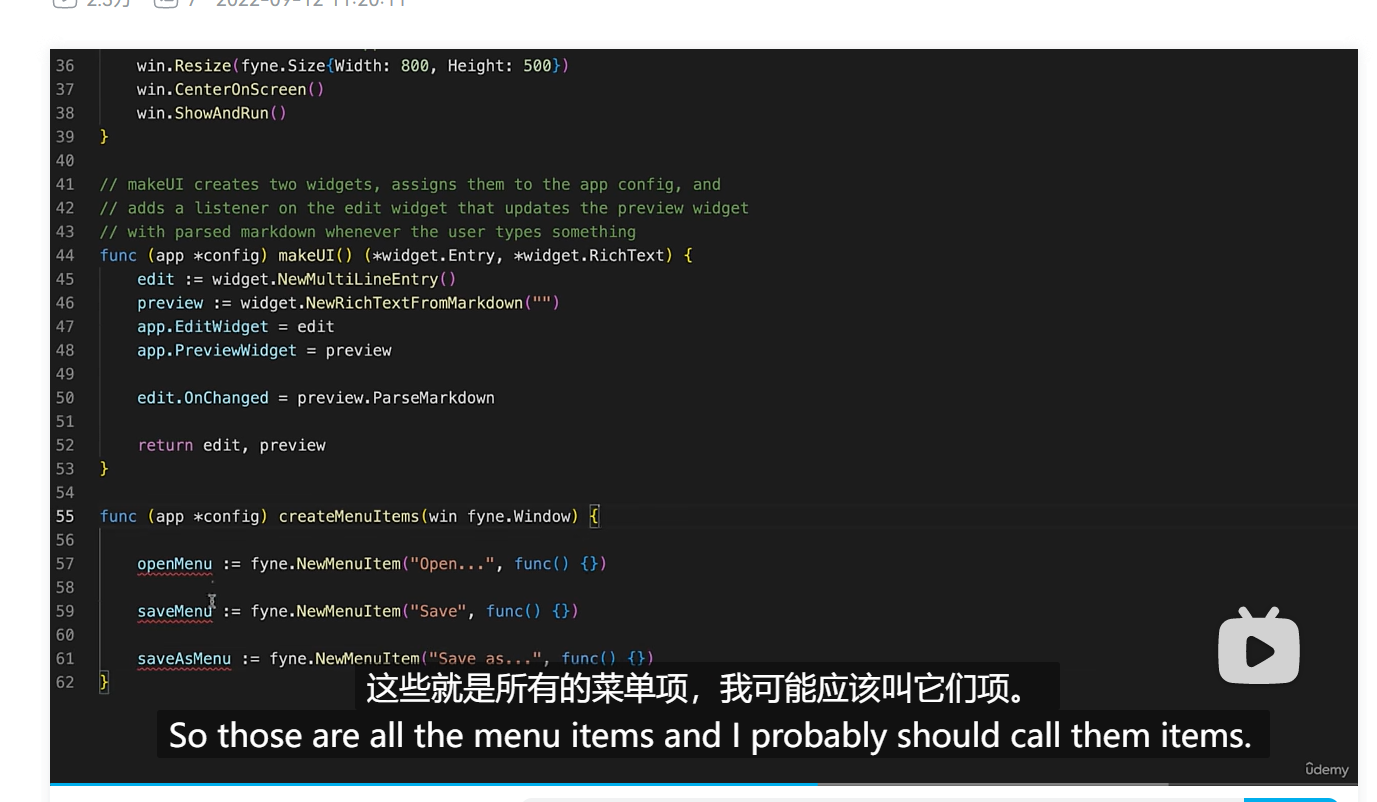 2.3万 7 2022-09-12 11:20:11
36 win.Resize(fyne.Size{Width: 800, Height: 500})
37 win.CenterOnScreen()
38 win.ShowAndRun()
39 }
40
41 // makeUI creates two widgets, assigns them to the app config, and
42 // adds a listener on the edit widget that updates the preview widget
43 // with parsed markdown whenever the user types something
44 func (app *config) makeUI() (*widget.Entry, *widget.RichText) {
45 edit := widget.NewMultiLineEntry()
46 preview := widget.NewRichTextFromMarkdown("")
47 app.EditWidget = edit
48 app.PreviewWidget = preview
49
50 edit.OnChanged = preview.ParseMarkdown
51
52 return edit, preview
53 }
54
55 func (app *config) createMenuItems(win fyne.Window) {
56
57 openMenu := fyne.NewMenuItem("Open...", func() {})
58
59 saveMenu := fyne.NewMenuItem("Save", func() {})
60
61 saveAsMenu := fyne.NewMenuItem("Save as...", func() {})
62 }
这些就是所有的菜单项，我可能应该叫它们项。
So those are all the menu items and I probably should call them items.
ûdemy